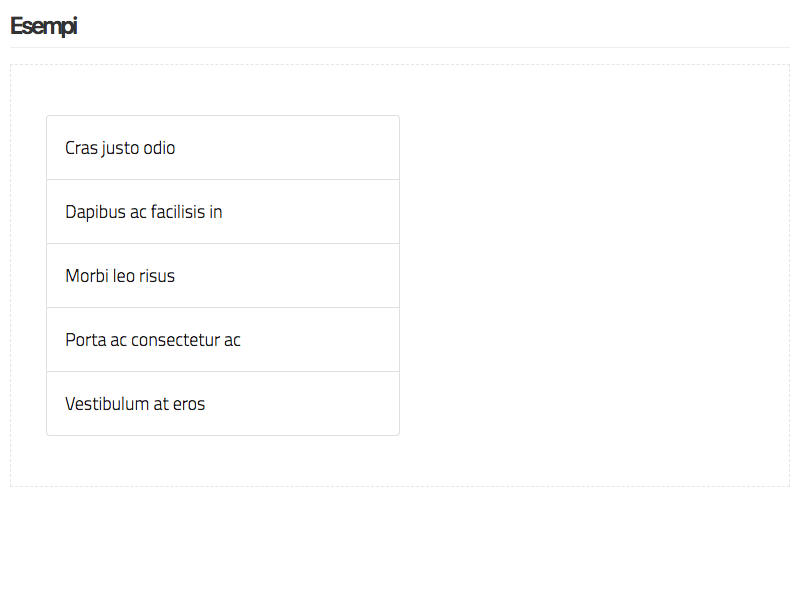 Esempi
Cras justo odio
Dapibus ac facilisis in
Morbi leo risus
Porta ac consectetur ac
Vestibulum at eros